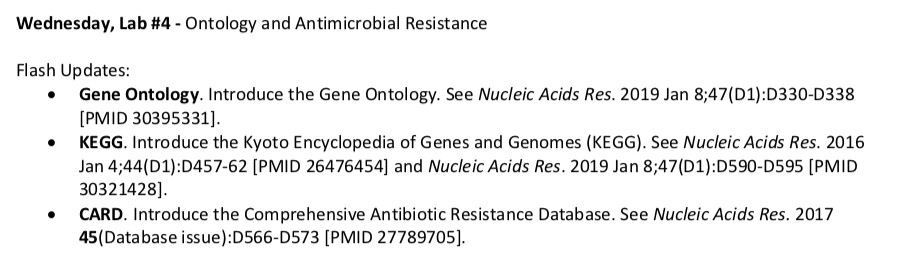 Wednesday, Lab #4 - Ontology and Antimicrobial Resistance
Flash Updates:
• Gene Ontology. Introduce the Gene Ontology. See Nucleic Acids Res. 2019 Jan 8;47(D1):D330-D338
[PMID 30395331].
• KEGG. Introduce the Kyoto Encyclopedia of Genes and Genomes (KEGG). See Nucleic Acids Res. 2016
Jan 4;44(D1):D457-62 [PMID 26476454] and Nucleic Acids Res. 2019 Jan 8;47(D1):D590-D595 [PMID
30321428].
• CARD. Introduce the Comprehensive Antibiotic Resistance Database. See Nucleic Acids Res. 2017
45(Database issue):D566-D573 [PMID 27789705].